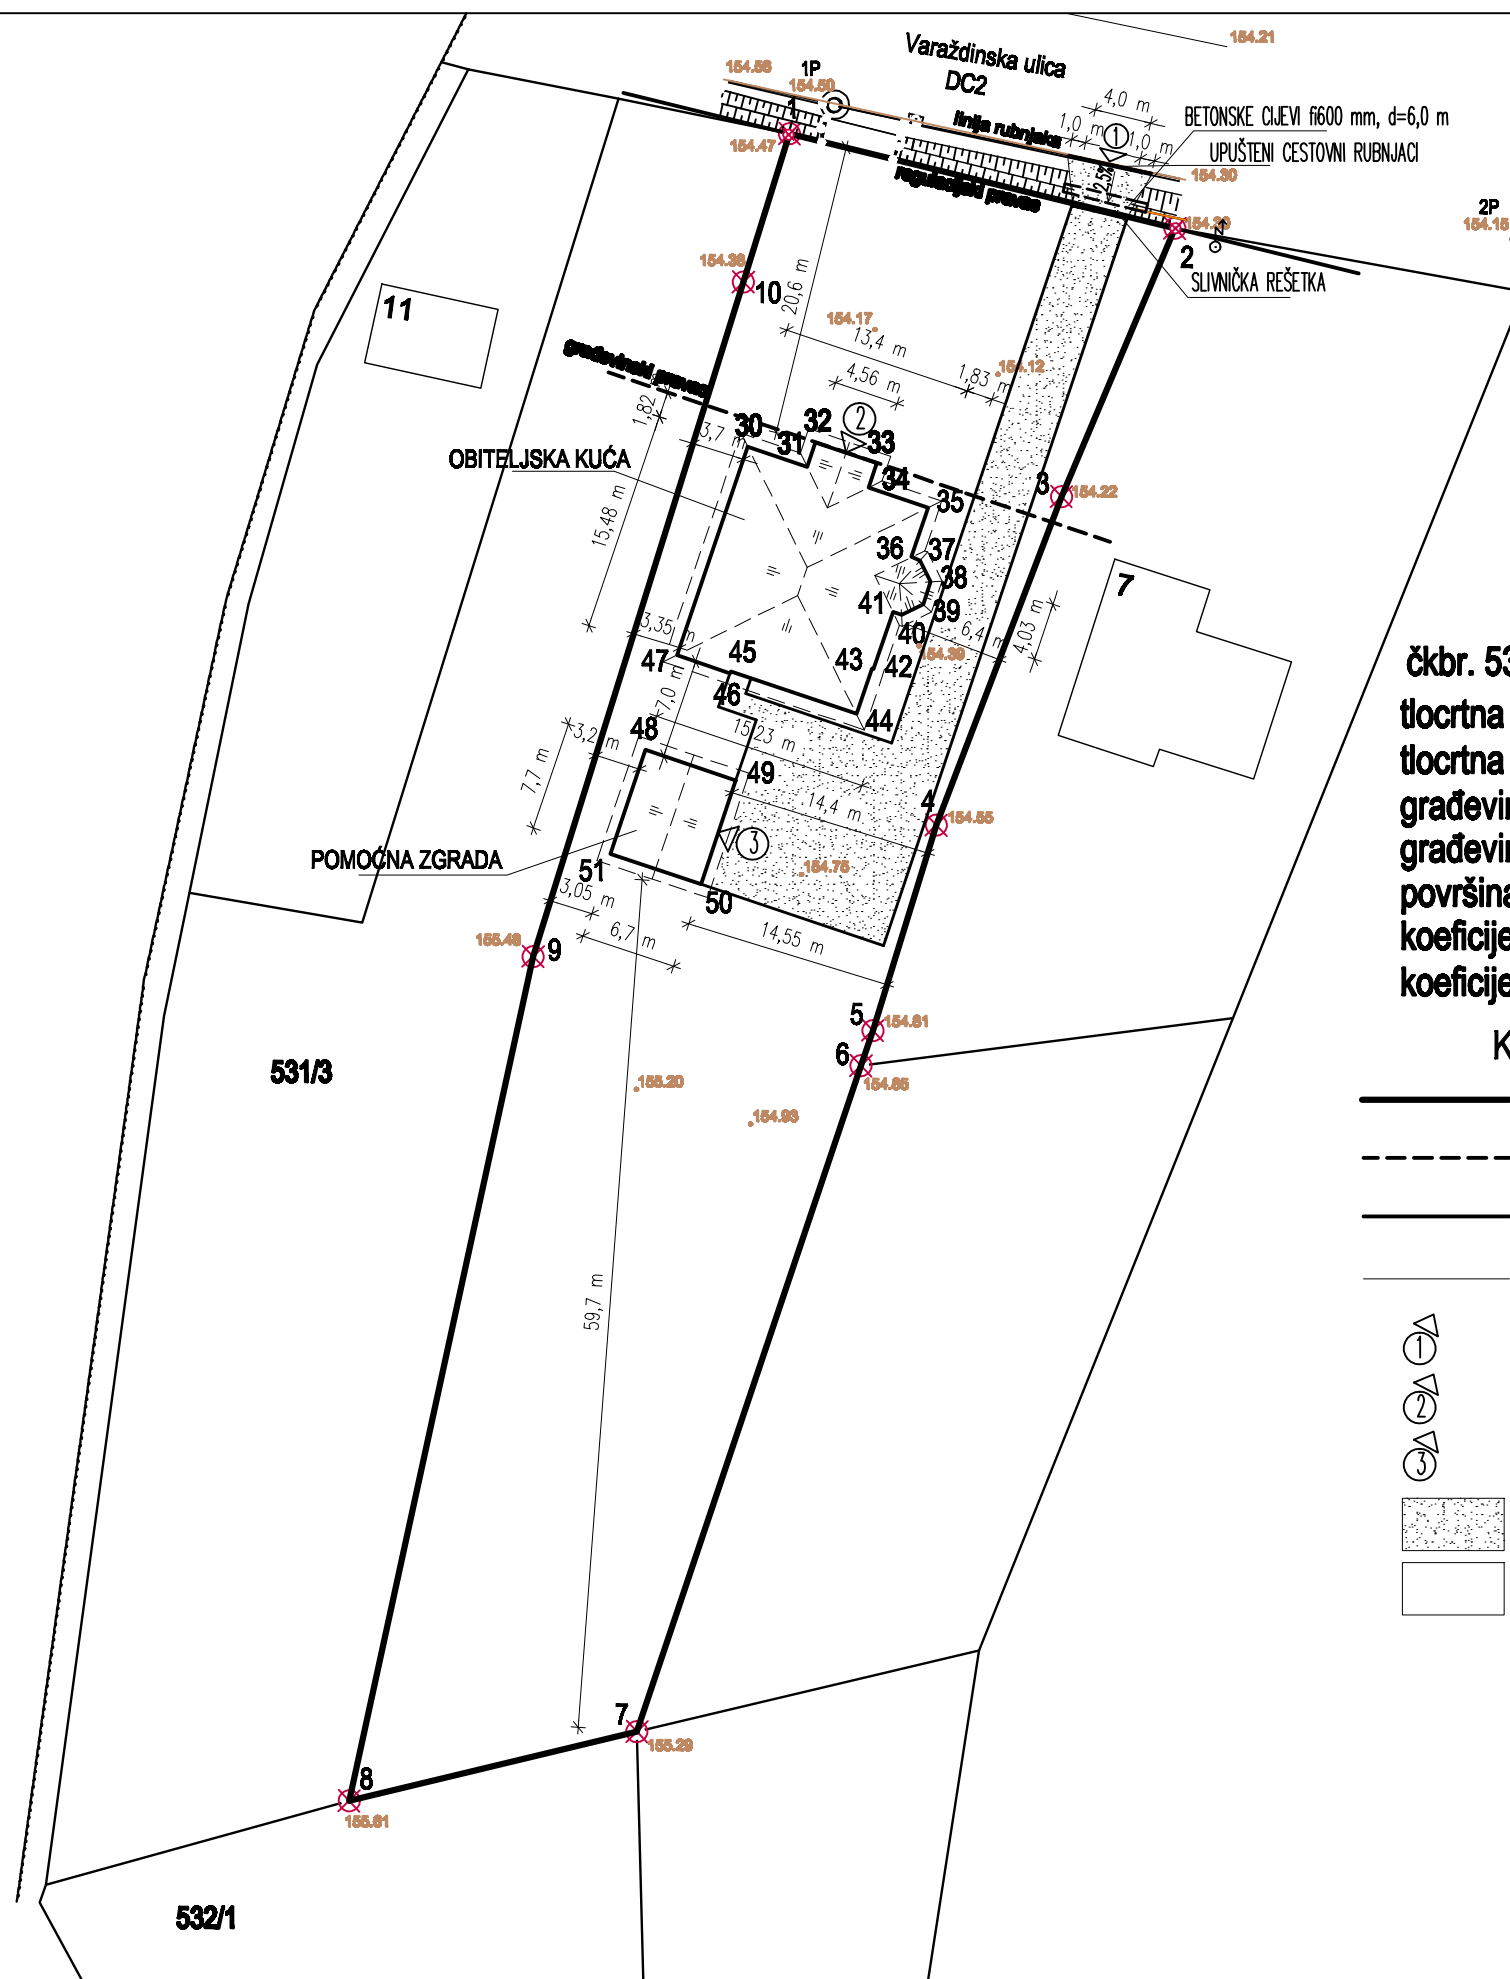 154.21
Varaždinska ulica
DC2
154.56
1P
154.50
4,0 m
BETONSKE CIJEVI fi600 mm, d=6,0 m
1
linija rubnjaka
1,0 m
1
1,0 m
UPUŠTENI CESTOVNI RUBNJACI
154.47
regulacijski pravac
2,5%
154.30
2P
154.15
2
154.36
10
20,6 m
SLIVNIČKA REŠETKA
11
154.17
13,4 m
građevinski pravac
154.12
1,83 m
4,56 m
1,82
30
31
32
2
33
3,7 m
OBITELJSKA KUĆA
34
3
154.22
35
15,48 m
36
37
38
7
41
39
3,35 m
40
6,4 m
4,03 m
154.39
47
45
43
42
čkbr. 53
46
7,0 m
44
tlocrtna
48
15,23 m
3,2 m
tlocrtna
7,7 m
49
14,4 m
4
154.55
građevin
POMOĆNA ZGRADA
3
građevin
51
154.75
3,05 m
50
površina
6,7 m
14,55 m
155.48
9
koeficije
koeficije
5
154.81
6
154.85
K
531/3
155.20
154.93
59,7 m
1
2
3
7
155.29
8
155.61
532/1